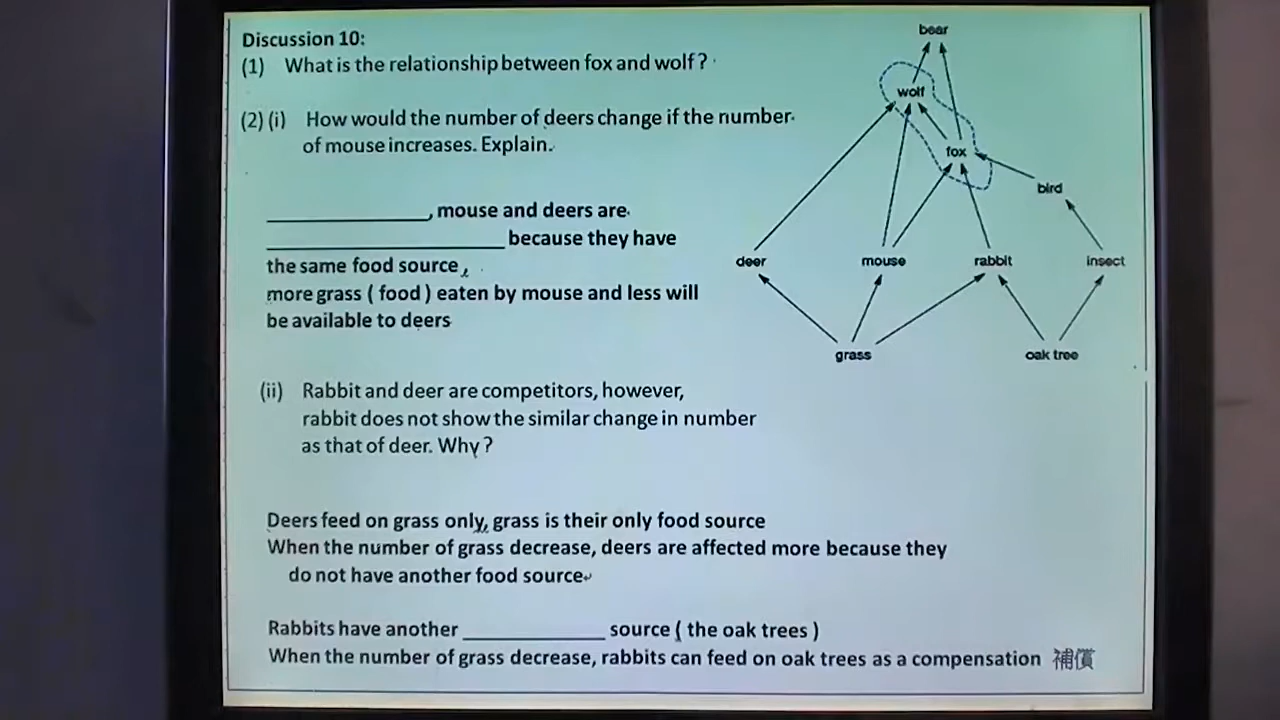 Discussion 10:
(1) What is the relationship between fox and wolf?
(2) (i) How would the number of deers change if the number
of mouse increases. Explain.
____________, mouse and deers are
____________ because they have
the same food source,
more grass ( food ) eaten by mouse and less will
be available to deers
(ii) Rabbit and deer are competitors, however,
rabbit does not show the similar change in number
as that of deer. Why?
Deers feed on grass only, grass is their only food source
When the number of grass decrease, deers are affected more because they
do not have another food source
Rabbits have another ____________ source ( the oak trees )
When the number of grass decrease, rabbits can feed on oak trees as a compensation 補償
bear
wolf
fox
bird
deer
mouse
rabbit
insect
grass
oak tree